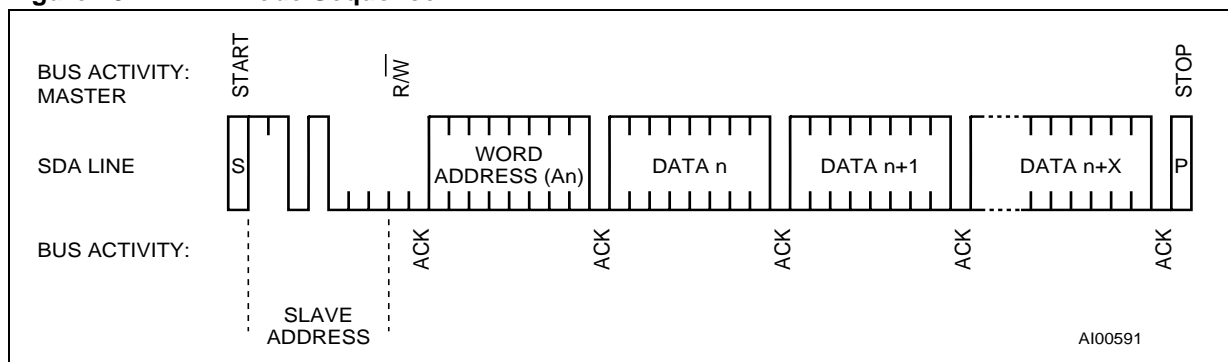 START
R/W
STOP
BUS ACTIVITY:
MASTER
SDA LINE
S
WORD
ADDRESS (An)
DATA n
DATA n+1
DATA n+X
P
BUS ACTIVITY:
ACK
ACK
ACK
ACK
ACK
SLAVE
ADDRESS
AI00591